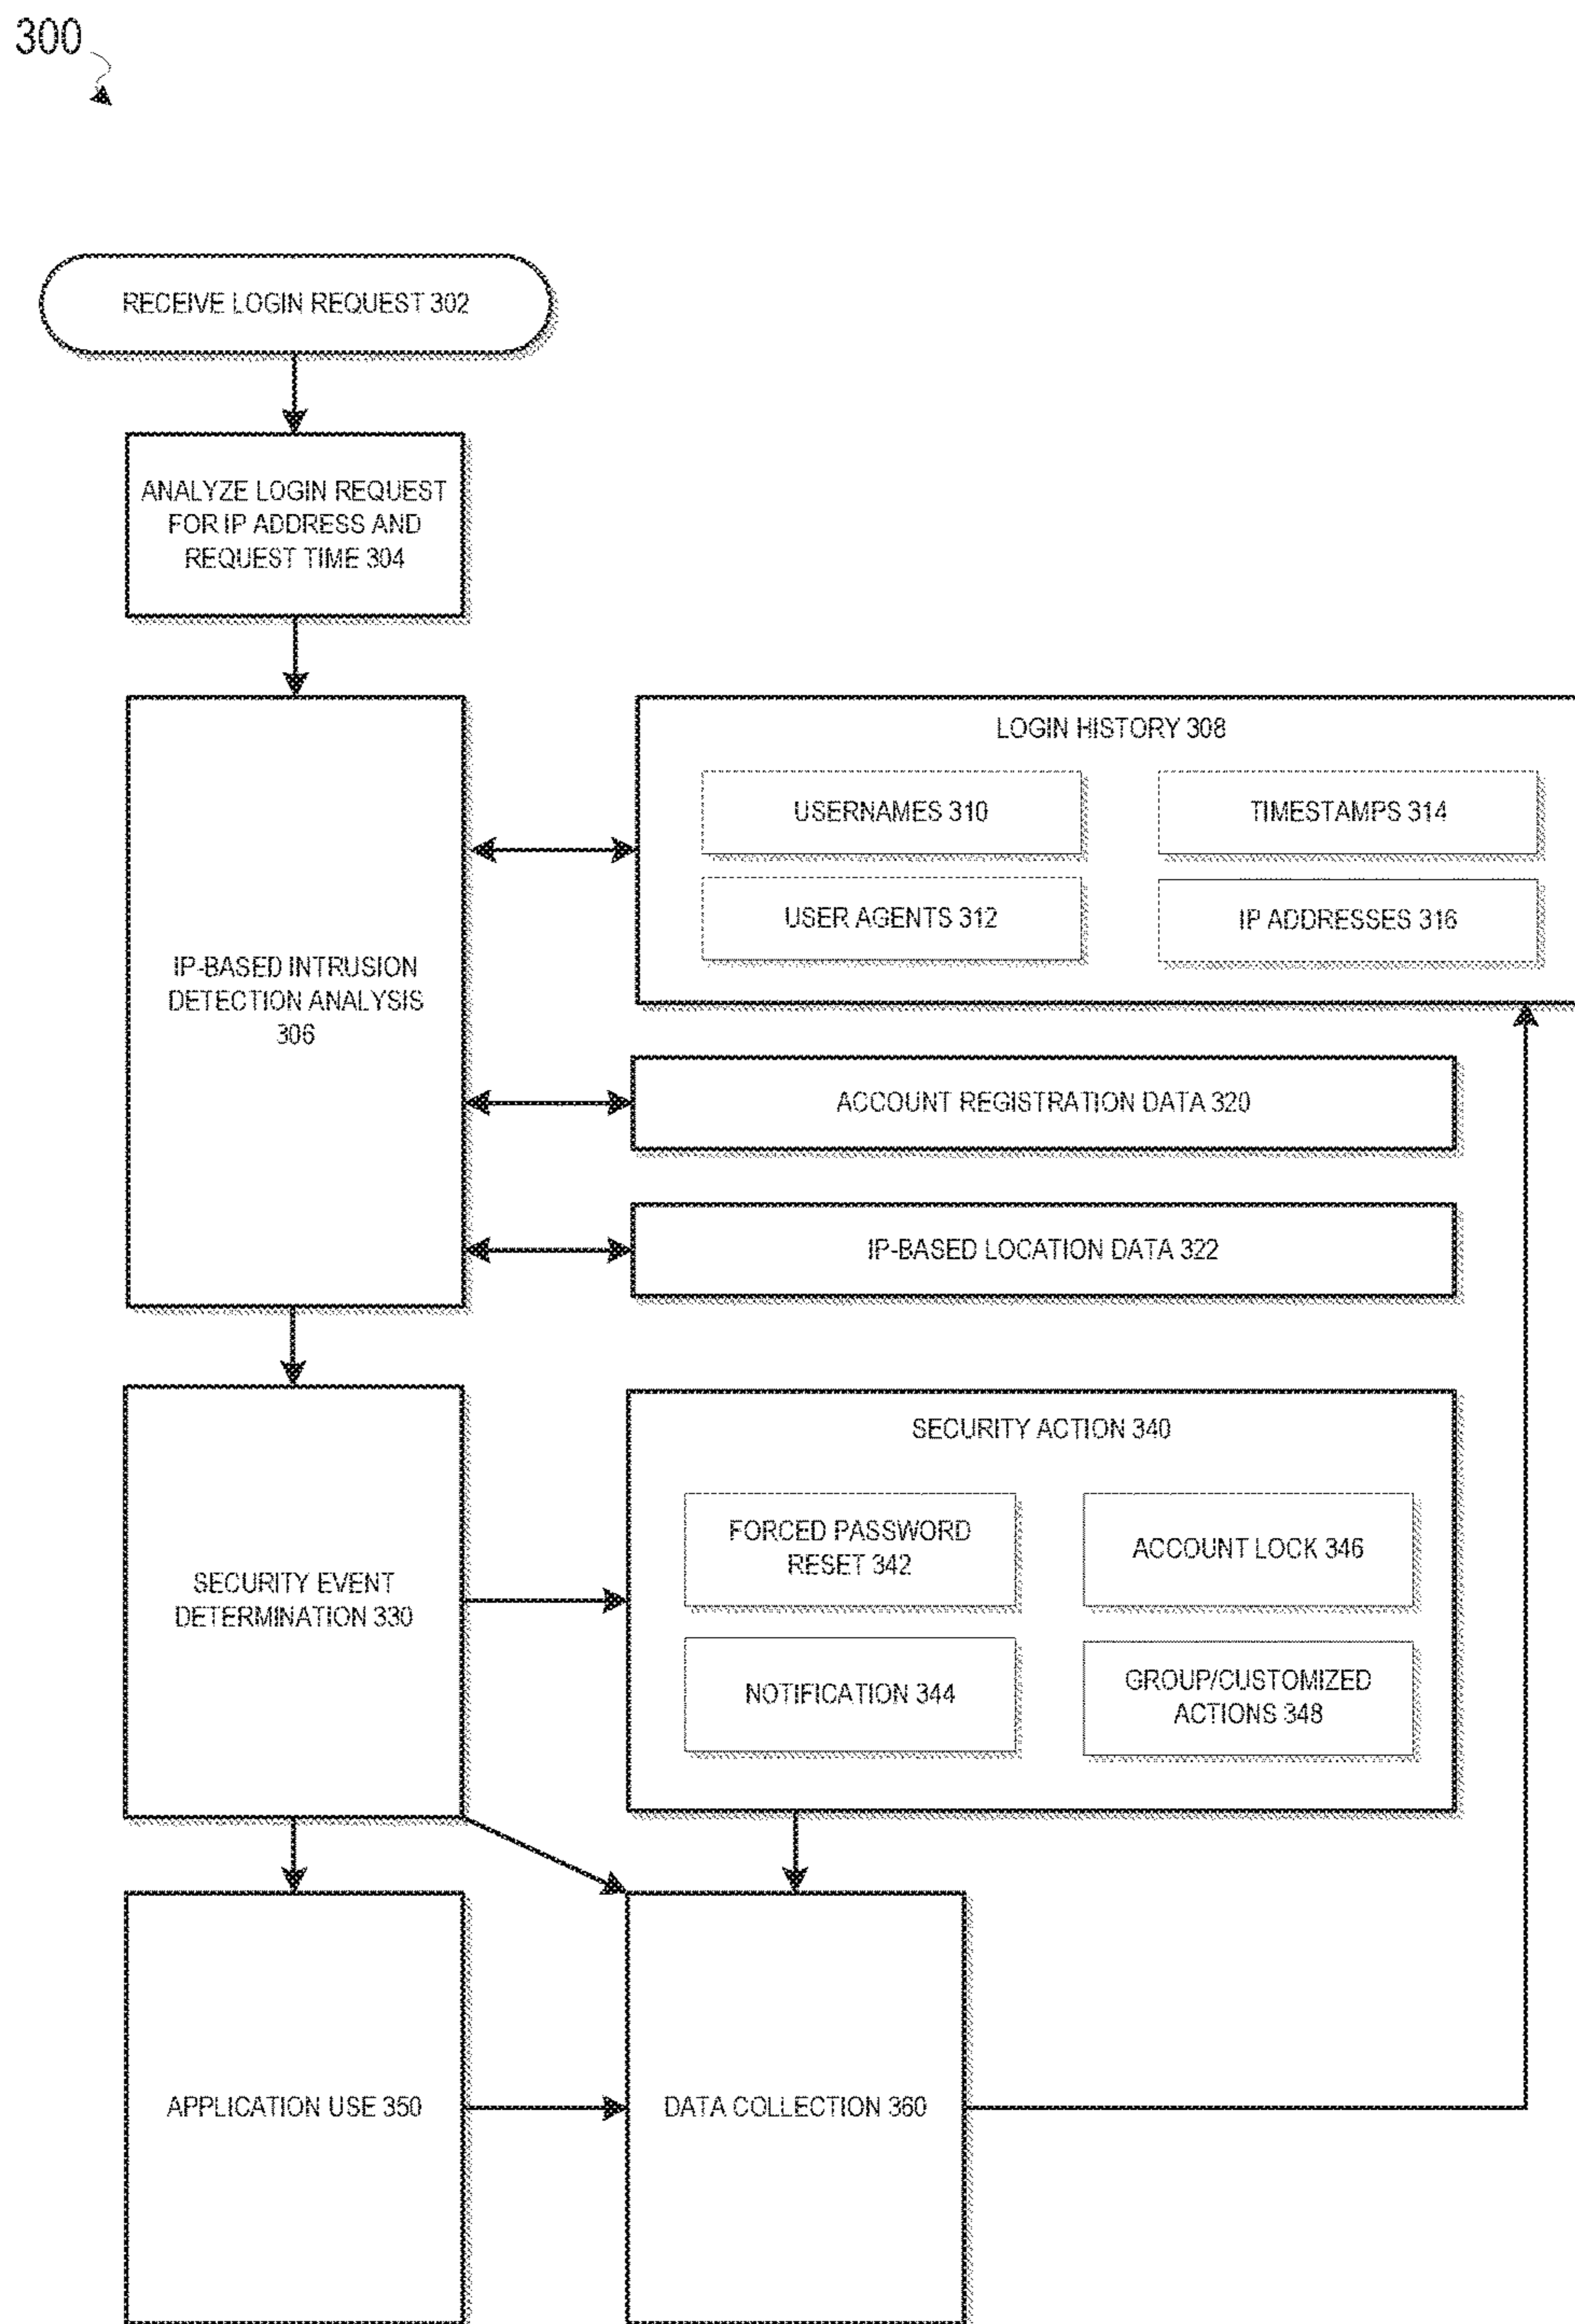 300
RECEIVE LOGIN REQUEST 302
ANALYZE LOGIN REQUEST
FOR IP ADDRESS AND
REQUEST TIME 304
IP-BASED INTRUSION
DETECTION ANALYSIS
306
LOGIN HISTORY 308
USERNAMES 310
TIMESTAMPS 314
USER AGENTS 312
IP ADDRESSES 316
ACCOUNT REGISTRATION DATA 320
IP-BASED LOCATION DATA 322
SECURITY EVENT
DETERMINATION 330
SECURITY ACTION 340
FORCED PASSWORD
RESET 342
ACCOUNT LOCK 346
NOTIFICATION 344
GROUP/CUSTOMIZED
ACTIONS 348
APPLICATION USE 350
DATA COLLECTION 360